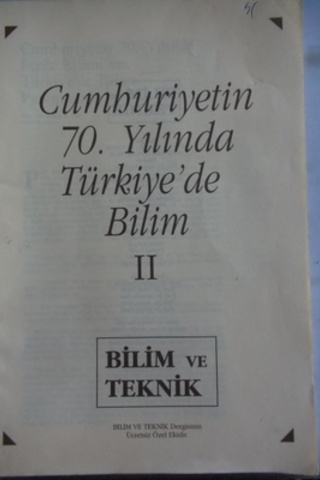 Cumhuriyetin
70. Yılında
Türkiye'de
Bilim
II
BİLİM VE
TEKNİK
BİLİM VE TEKNİK Dergisinin
Ücretsiz Özel Ekidir